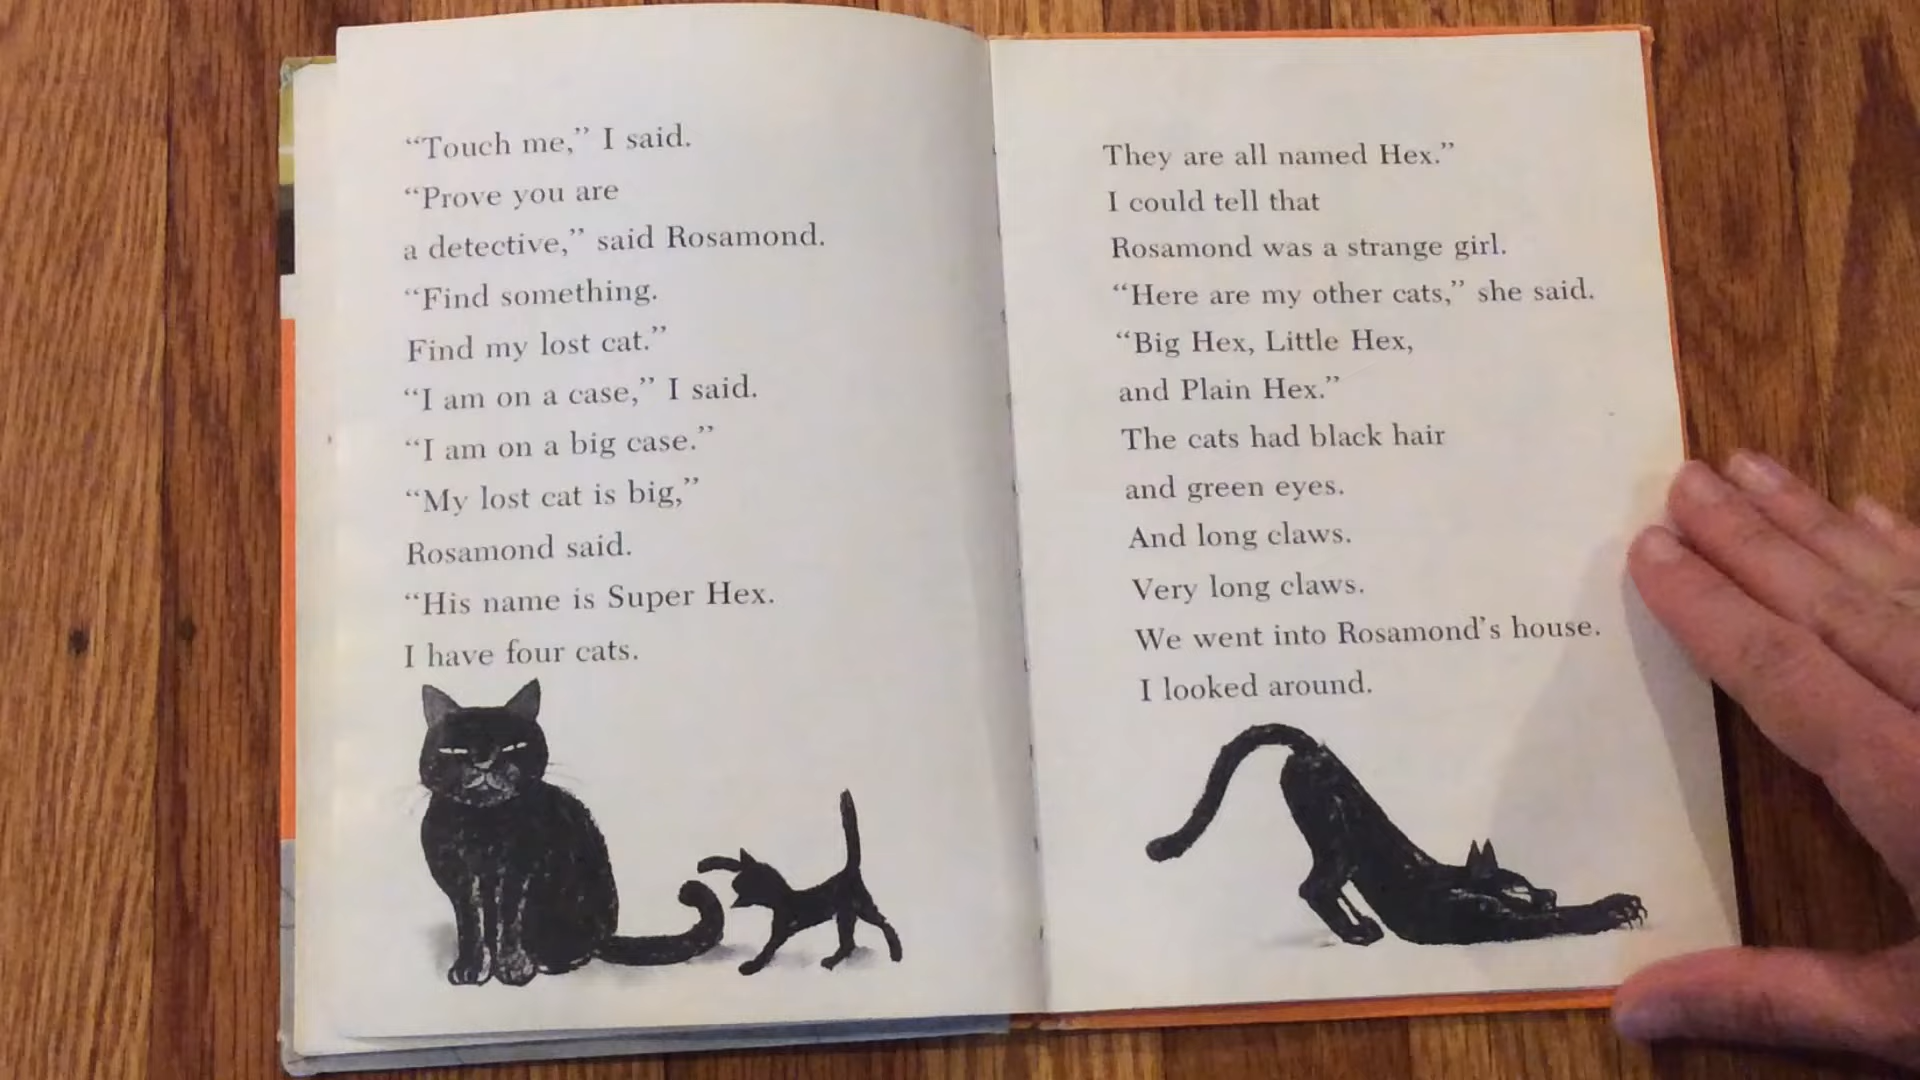 “Touch me,” I said.
“Prove you are
a detective,” said Rosamond.
“Find something.
Find my lost cat.”
“I am on a case,” I said.
“I am on a big case.”
“My lost cat is big,”
Rosamond said.
“His name is Super Hex.
I have four cats.
They are all named Hex.”
I could tell that
Rosamond was a strange girl.
“Here are my other cats,” she said.
“Big Hex, Little Hex,
and Plain Hex.”
The cats had black hair
and green eyes.
And long claws.
Very long claws.
We went into Rosamond’s house.
I looked around.